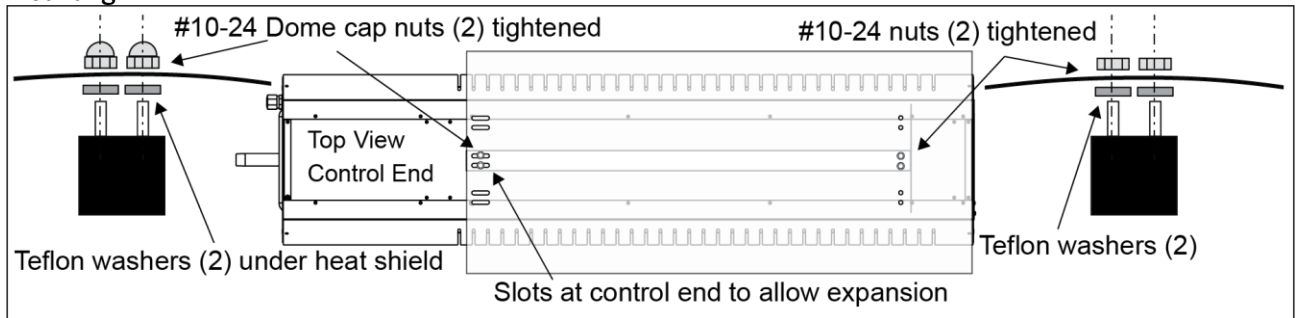 #10-24 Dome cap nuts (2) tightened
#10-24 nuts (2) tightened
Top View
Control End
Teflon washers (2) under heat shield
Teflon washers (2)
Slots at control end to allow expansion